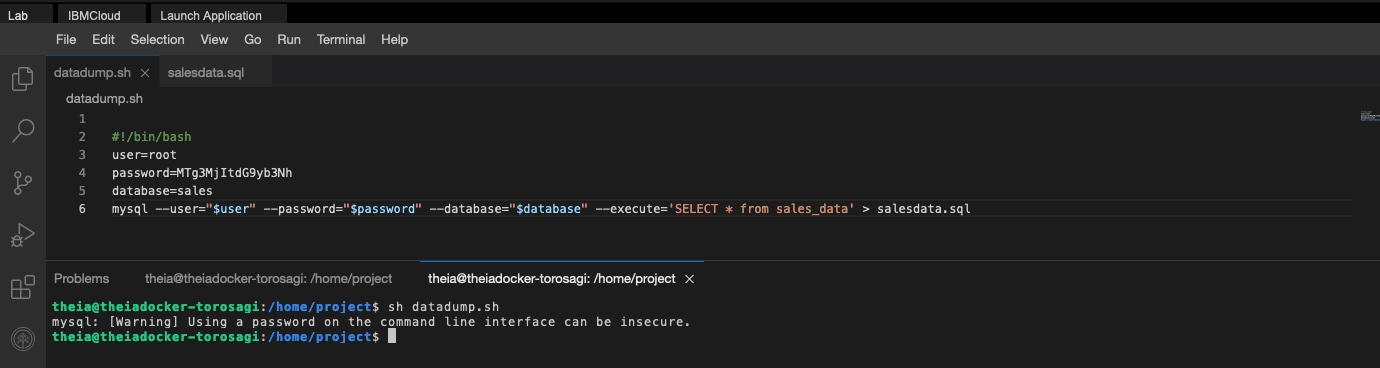 Lab IBMCloud Launch Application
File Edit Selection View Go Run Terminal Help
datadump.sh × salesdata.sql
datadump.sh
1
2 #!/bin/bash
3 user=root
4 password=MTg3MjItdG9yb3Nh
5 database=sales
6 mysql --user="$user" --password="$password" --database="$database" --execute='SELECT * from sales_data' > salesdata.sql
Problems theia@theiadocker-torosagi: /home/project theia@theiadocker-torosagi: /home/project ×
theia@theiadocker-torosagi:/home/project$ sh datadump.sh
mysql: [Warning] Using a password on the command line interface can be insecure.
theia@theiadocker-torosagi:/home/project$